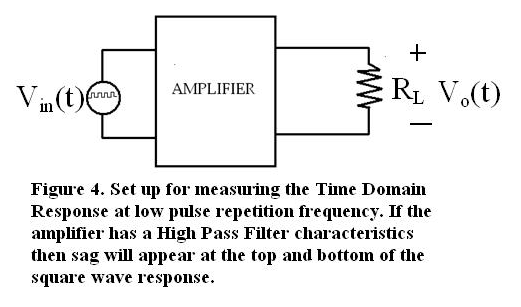 +
V_in(t)
AMPLIFIER
R_L V_o(t)
—
Figure 4. Set up for measuring the Time Domain
Response at low pulse repetition frequency. If the
amplifier has a High Pass Filter characteristics
then sag will appear at the top and bottom of the
square wave response.